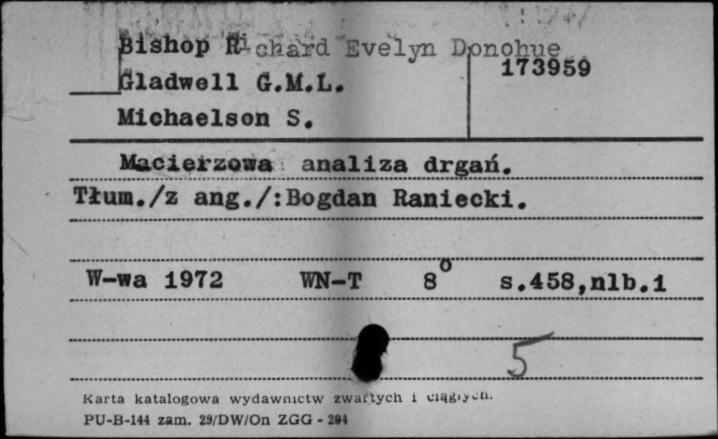 Bishop Richard Evelyn Donohue
173959
Gladwell G.M.L.
Michaelson S.
Macierzowa analiza drgań.
Tłum./z ang./:Bogdan Raniecki.
W-wa 1972 WN-T 8° s.458,nlb.1
5
Karta katalogowa wydawnictw zwartych i ciągłych.
PU-B-144 zam. 29/DW/On ZGG - 204